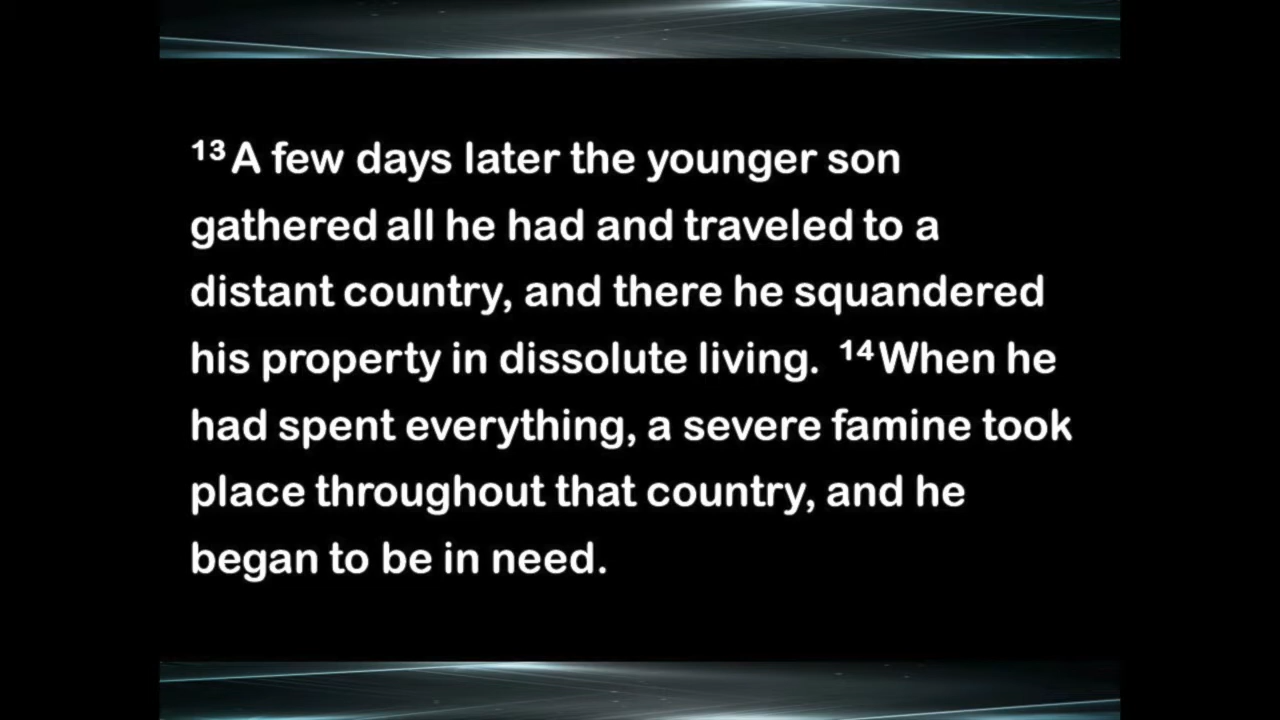 ¹³A few days later the younger son
gathered all he had and traveled to a
distant country, and there he squandered
his property in dissolute living. ¹⁴When he
had spent everything, a severe famine took
place throughout that country, and he
began to be in need.